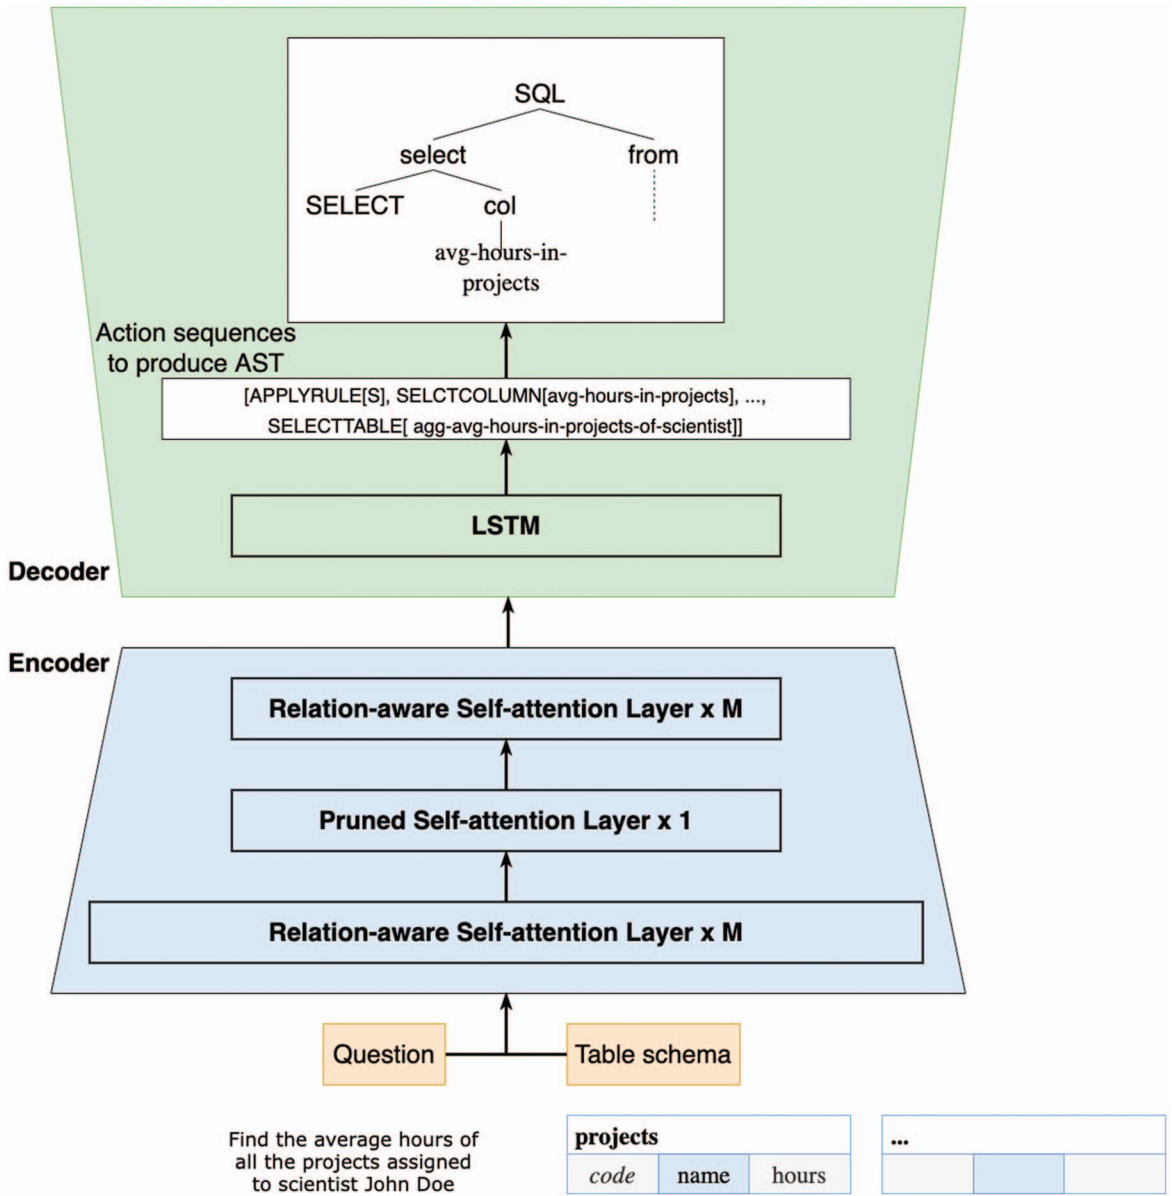 SQL
select from
SELECT col
avg-hours-in-
projects
Action sequences
to produce AST
[APPLYRULE[S], SELCTCOLUMN[avg-hours-in-projects], ...,
SELECTTABLE[ agg-avg-hours-in-projects-of-scientist]]
LSTM
Decoder
Encoder
Relation-aware Self-attention Layer x M
Pruned Self-attention Layer x 1
Relation-aware Self-attention Layer x M
Question Table schema
Find the average hours of
all the projects assigned
to scientist John Doe
projects ...
code name hours